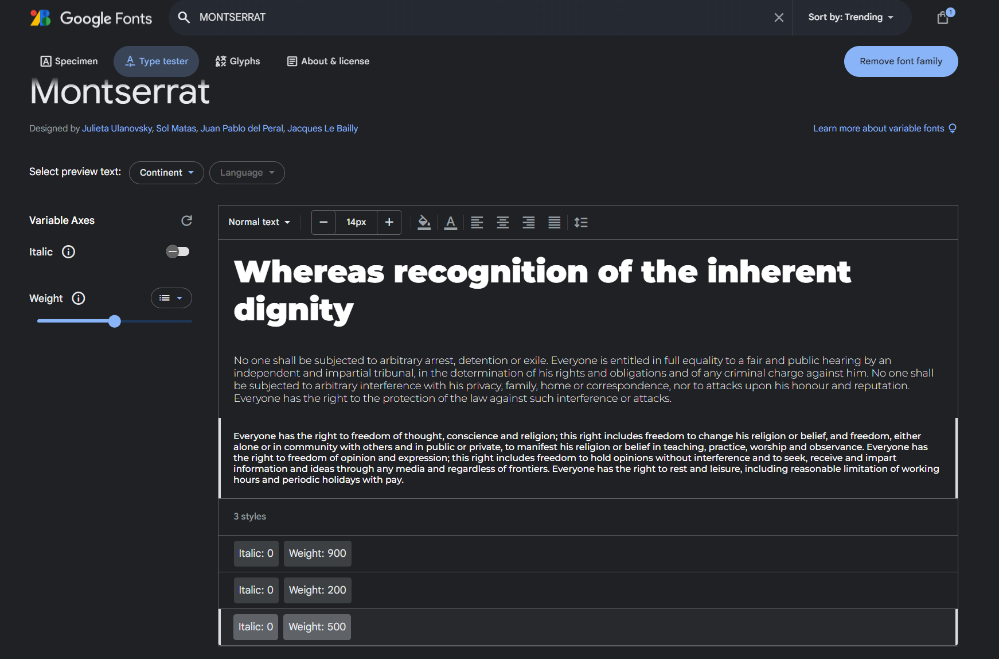 Google Fonts
MONTSERRAT
Sort by: Trending
1
Specimen
Type tester
Glyphs
About & license
Remove font family
Montserrat
Designed by Julieta Ulanovsky, Sol Matas, Juan Pablo del Peral, Jacques Le Bailly
Learn more about variable fonts
Select preview text:
Continent
Language
Variable Axes
Italic
Weight
Normal text
14px
Whereas recognition of the inherent
dignity
No one shall be subjected to arbitrary arrest, detention or exile. Everyone is entitled in full equality to a fair and public hearing by an
independent and impartial tribunal, in the determination of his rights and obligations and of any criminal charge against him. No one shall
be subjected to arbitrary interference with his privacy, family, home or correspondence, nor to attacks upon his honour and reputation.
Everyone has the right to the protection of the law against such interference or attacks.
Everyone has the right to freedom of thought, conscience and religion; this right includes freedom to change his religion or belief, and freedom, either
alone or in community with others and in public or private, to manifest his religion or belief in teaching, practice, worship and observance. Everyone has
the right to freedom of opinion and expression; this right includes freedom to hold opinions without interference and to seek, receive and impart
information and ideas through any media and regardless of frontiers. Everyone has the right to rest and leisure, including reasonable limitation of working
hours and periodic holidays with pay.
3 styles
Italic: 0 Weight: 900
Italic: 0 Weight: 200
Italic: 0 Weight: 500